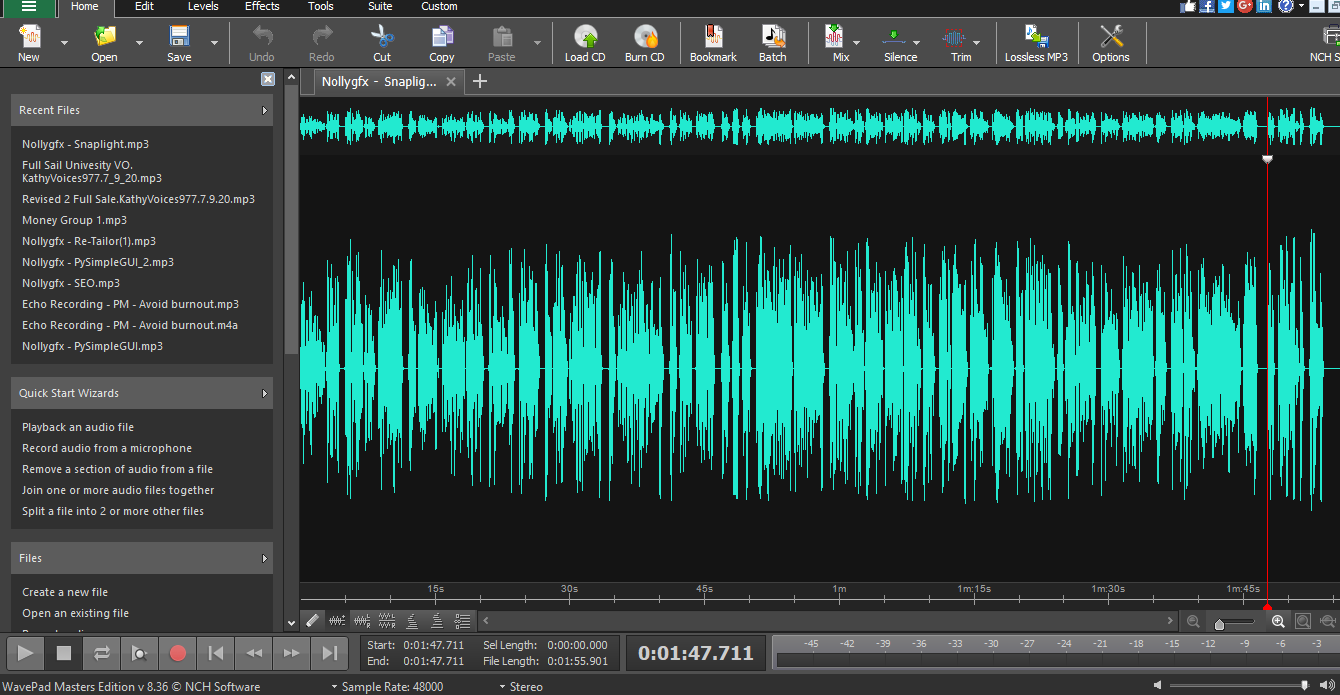 Home Edit Levels Effects Tools Suite Custom
New Open Save Undo Redo Cut Copy Paste Load CD Burn CD Bookmark Batch Mix Silence Trim Lossless MP3 Options NCH S
Nollygfx - Snaplig...
Recent Files
Nollygfx - Snaplight.mp3
Full Sail Univesity VO.
KathyVoices977.7_9_20.mp3
Revised 2 Full Sale.KathyVoices977.7.9.20.mp3
Money Group 1.mp3
Nollygfx - Re-Tailor(1).mp3
Nollygfx - PySimpleGUI_2.mp3
Nollygfx - SEO.mp3
Echo Recording - PM - Avoid burnout.mp3
Echo Recording - PM - Avoid burnout.m4a
Nollygfx - PySimpleGUI.mp3
Quick Start Wizards
Playback an audio file
Record audio from a microphone
Remove a section of audio from a file
Join one or more audio files together
Split a file into 2 or more other files
Files
Create a new file
Open an existing file
15s 30s 45s 1m 1m:15s 1m:30s 1m:45s
Start: 0:01:47.711 Sel Length: 0:00:00.000
End: 0:01:47.711 File Length: 0:01:55.901
0:01:47.711
-45 -42 -39 -36 -33 -30 -27 -24 -21 -18 -15 -12 -9 -6 -3
WavePad Masters Edition v 8.36 © NCH Software Sample Rate: 48000 Stereo